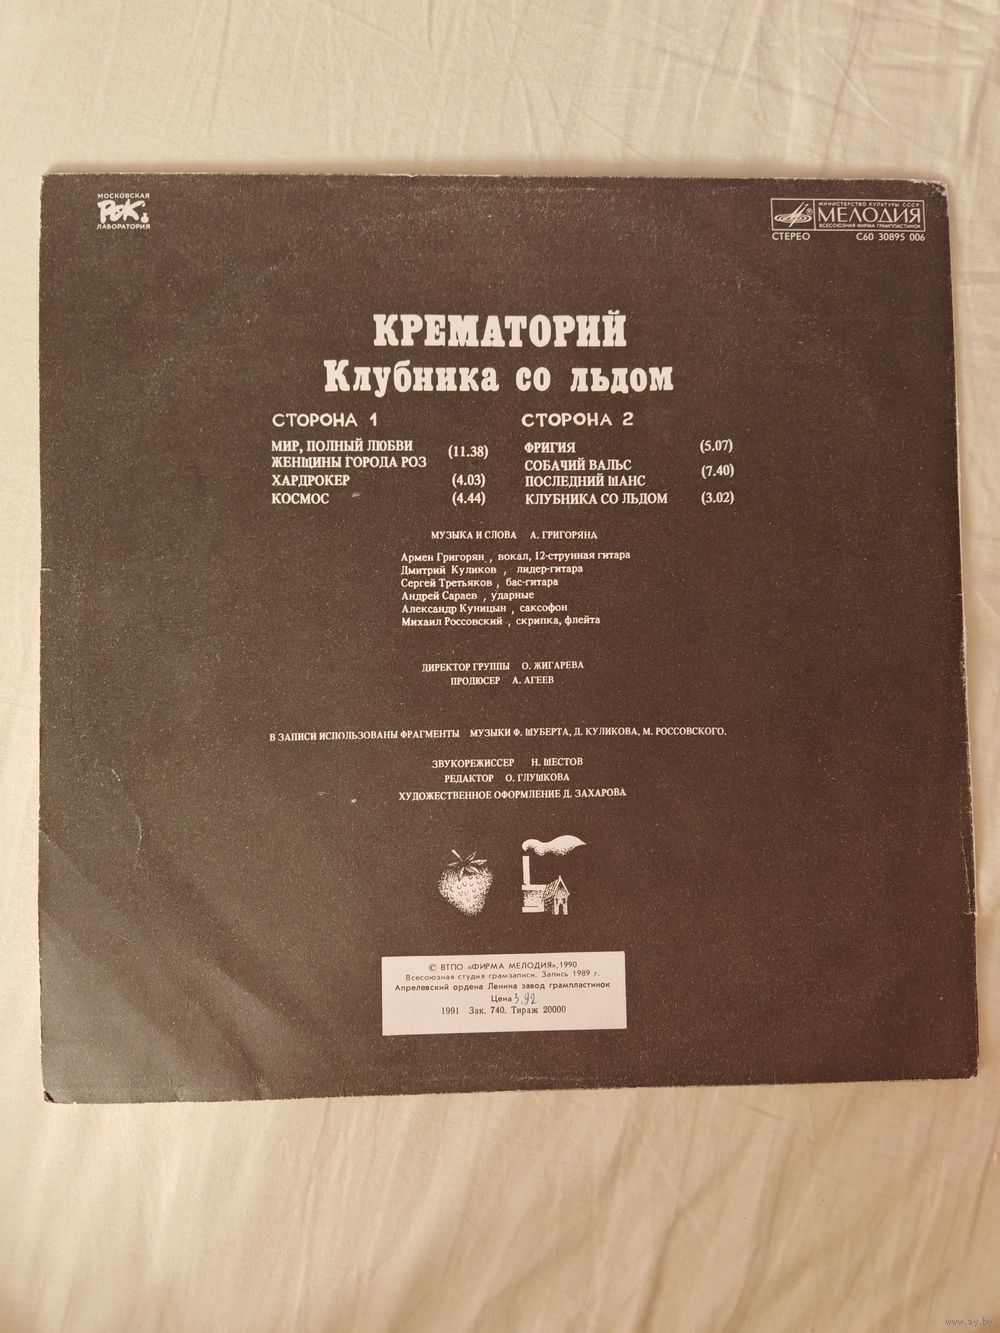 МОСКОВСКАЯ
РОК
ЛАБОРАТОРИЯ
МИНИСТЕРСТВО КУЛЬТУРЫ СССР
МЕЛОДИЯ
ВСЕСОЮЗНАЯ ФИРМА ГРАМПЛАСТИНОК
СТЕРЕО С60 30895 006
КРЕМАТОРИЙ
Клубника со льдом
СТОРОНА 1
МИР, ПОЛНЫЙ ЛЮБВИ
ЖЕНЩИНЫ ГОРОДА РОЗ (11.38)
ХАРДРОКЕР (4.03)
КОСМОС (4.44)
СТОРОНА 2
ФРИГИЯ (5.07)
СОБАЧИЙ ВАЛЬС
ПОСЛЕДНИЙ ШАНС (7.40)
КЛУБНИКА СО ЛЬДОМ (3.02)
МУЗЫКА И СЛОВА А. ГРИГОРЯНА
Армен Григорян , вокал, 12-струнная гитара
Дмитрий Куликов , лидер-гитара
Сергей Третьяков , бас-гитара
Андрей Сараев , ударные
Александр Куницын , саксофон
Михаил Россовский , скрипка, флейта
ДИРЕКТОР ГРУППЫ О. ЖИГАРЕВА
ПРОДЮСЕР А. АГЕЕВ
В ЗАПИСИ ИСПОЛЬЗОВАНЫ ФРАГМЕНТЫ МУЗЫКИ Ф. ШУБЕРТА, Д. КУЛИКОВА, М. РОССОВСКОГО.
ЗВУКОРЕЖИССЕР Н. ШЕСТОВ
РЕДАКТОР О. ГЛУШКОВА
ХУДОЖЕСТВЕННОЕ ОФОРМЛЕНИЕ Д. ЗАХАРОВА
© ВТПО «ФИРМА МЕЛОДИЯ», 1990
Всесоюзная студия грамзаписи. Запись 1989 г.
Апрелевский ордена Ленина завод грампластинок
Цена 3,92
1991 Зак. 740. Тираж 20000
www.ay.by